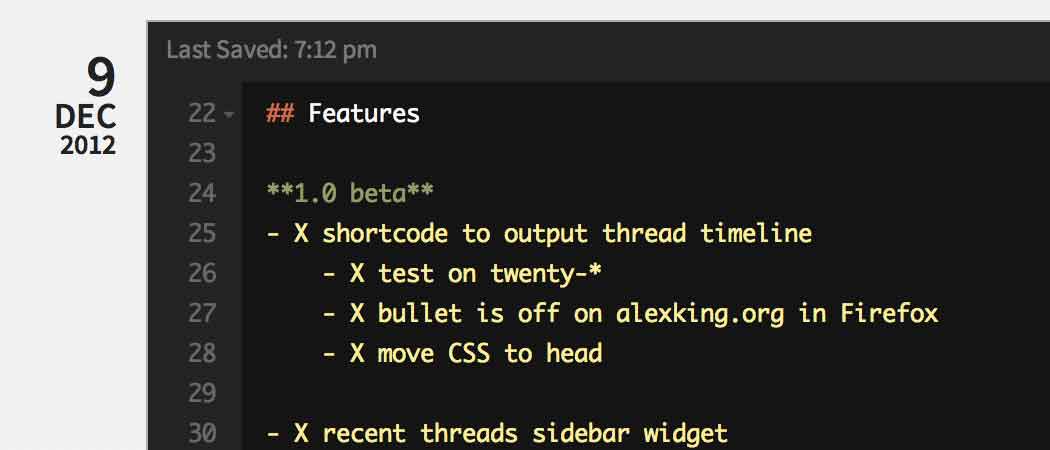 9
DEC
2012
Last Saved: 7:12 pm
22 ## Features
23
24 **1.0 beta**
25 - X shortcode to output thread timeline
26     - X test on twenty-*
27     - X bullet is off on alexking.org in Firefox
28     - X move CSS to head
29
30 - X recent threads sidebar widget